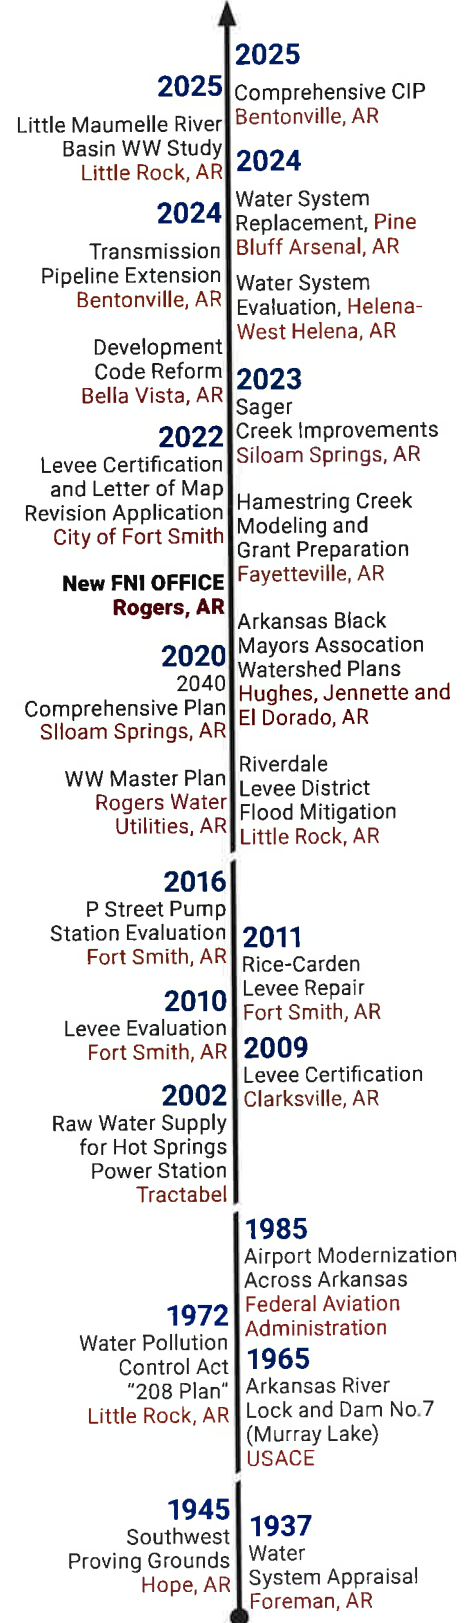 2025
Comprehensive CIP
Bentonville, AR
2025
Little Maumelle River
Basin WW Study
Little Rock, AR
2024
Water System
Replacement, Pine
Bluff Arsenal, AR
Water System
Evaluation, Helena-
West Helena, AR
2024
Transmission
Pipeline Extension
Bentonville, AR
Development
Code Reform
Bella Vista, AR
2023
Sager
Creek Improvements
Siloam Springs, AR
Hamestring Creek
Modeling and
Grant Preparation
Fayetteville, AR
Arkansas Black
Mayors Assocation
Watershed Plans
Hughes, Jennette and
El Dorado, AR
Riverdale
Levee District
Flood Mitigation
Little Rock, AR
2022
Levee Certification
and Letter of Map
Revision Application
City of Fort Smith
New FNI OFFICE
Rogers, AR
2020
2040
Comprehensive Plan
Slloam Springs, AR
WW Master Plan
Rogers Water
Utilities, AR
2016
P Street Pump
Station Evaluation
Fort Smith, AR
2011
Rice-Carden
Levee Repair
Fort Smith, AR
2010
Levee Evaluation
Fort Smith, AR
2009
Levee Certification
Clarksville, AR
2002
Raw Water Supply
for Hot Springs
Power Station
Tractabel
1985
Airport Modernization
Across Arkansas
Federal Aviation
Administration
1972
Water Pollution
Control Act
"208 Plan"
Little Rock, AR
1965
Arkansas River
Lock and Dam No.7
(Murray Lake)
USACE
1945
Southwest
Proving Grounds
Hope, AR
1937
Water
System Appraisal
Foreman, AR